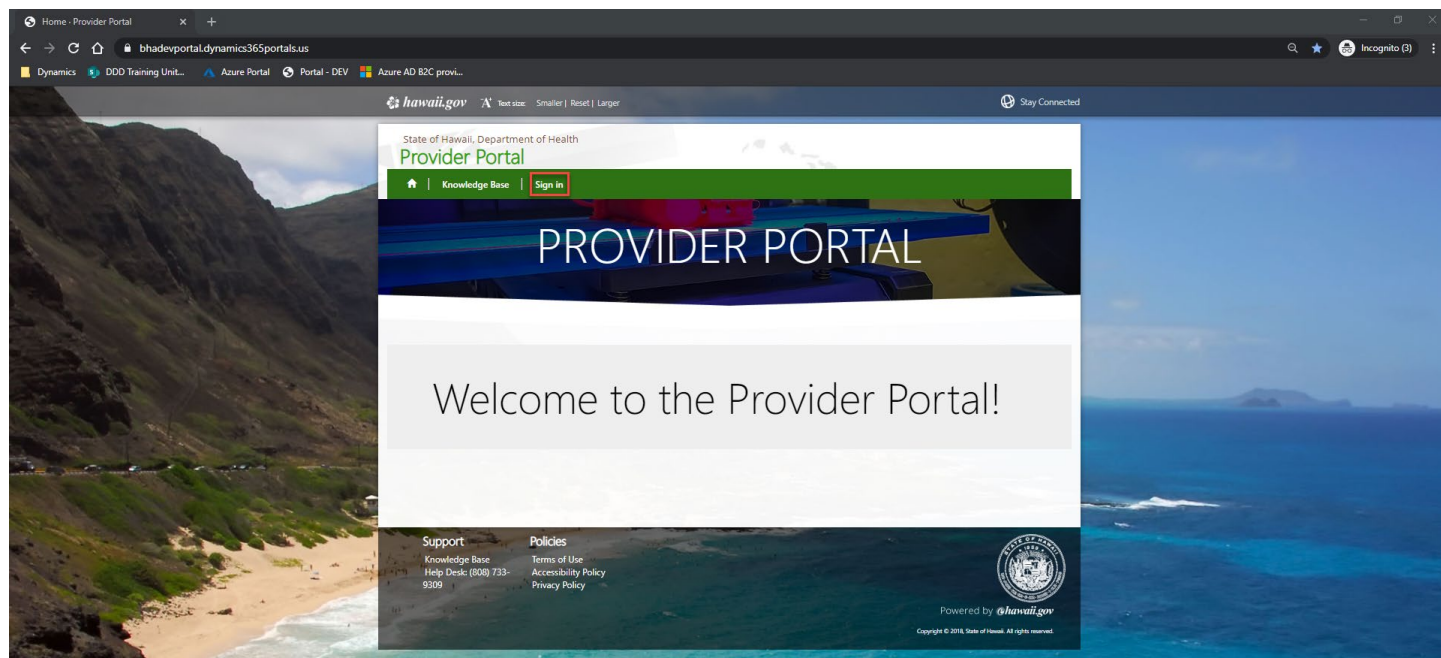 Home · Provider Portal
bhadevportal.dynamics365portals.us
Incognito (3)
Dynamics DDD Training Unit... Azure Portal Portal - DEV Azure AD B2C provi...
hawaii.gov Text size: Smaller | Reset | Larger Stay Connected
State of Hawaii, Department of Health
Provider Portal
Knowledge Base | Sign in
PROVIDER PORTAL
Welcome to the Provider Portal!
Support
Knowledge Base
Help Desk: (808) 733-
9309
Policies
Terms of Use
Accessibility Policy
Privacy Policy
Powered by ehawaii.gov
Copyright © 2018, State of Hawaii. All rights reserved.